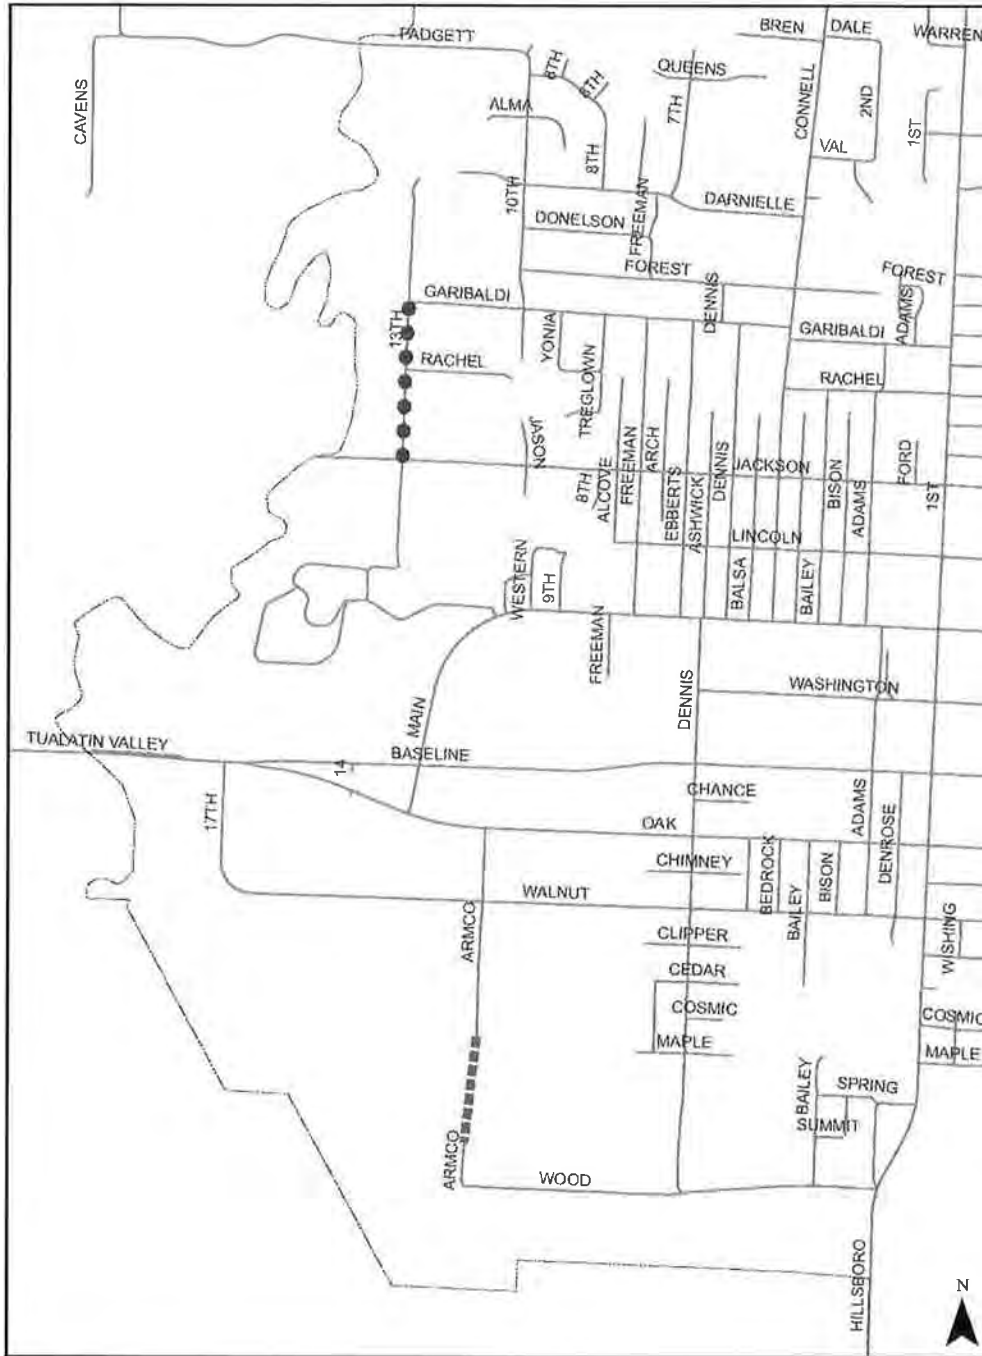 BREN
DALE
WARREN
PADGETT
CAVENS
8TH
8TH
QUEENS
7TH
CONNELL
2ND
1ST
ALMA
VAL
8TH
10TH
FREEMAN
DARNIELLE
DONELSON
FOREST
FOREST
DENNIS
ADAMS
GARIBALDI
GARIBALDI
13TH
YONIA
RACHEL
RACHEL
TREGLOWN
JASON
8TH
ALCOVE
FREEMAN
ARCH
EBBERTS
ASHWICK
DENNIS
JACKSON
BISON
ADAMS
FORD
1ST
LINCOLN
WESTERN
9TH
BALSA
BAILEY
FREEMAN
DENNIS
WASHINGTON
MAIN
TUALATIN VALLEY
BASELINE
14
17TH
CHANCE
OAK
ADAMS
DENROSE
CHIMNEY
BEDROCK
BISON
BAILEY
WALNUT
ARMCO
CLIPPER
WISHING
CEDAR
COSMIC
COSMIC
MAPLE
MAPLE
BAILEY
SPRING
SUMMIT
ARMCO
WOOD
HILLSBORO
N